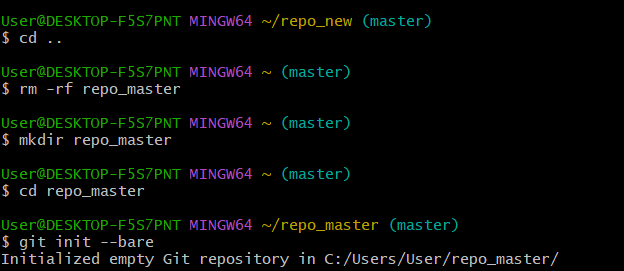 User@DESKTOP-F5S7PNT MINGW64 ~/repo_new (master)
$ cd ..
User@DESKTOP-F5S7PNT MINGW64 ~ (master)
$ rm -rf repo_master
User@DESKTOP-F5S7PNT MINGW64 ~ (master)
$ mkdir repo_master
User@DESKTOP-F5S7PNT MINGW64 ~ (master)
$ cd repo_master
User@DESKTOP-F5S7PNT MINGW64 ~/repo_master (master)
$ git init --bare
Initialized empty Git repository in C:/Users/User/repo_master/